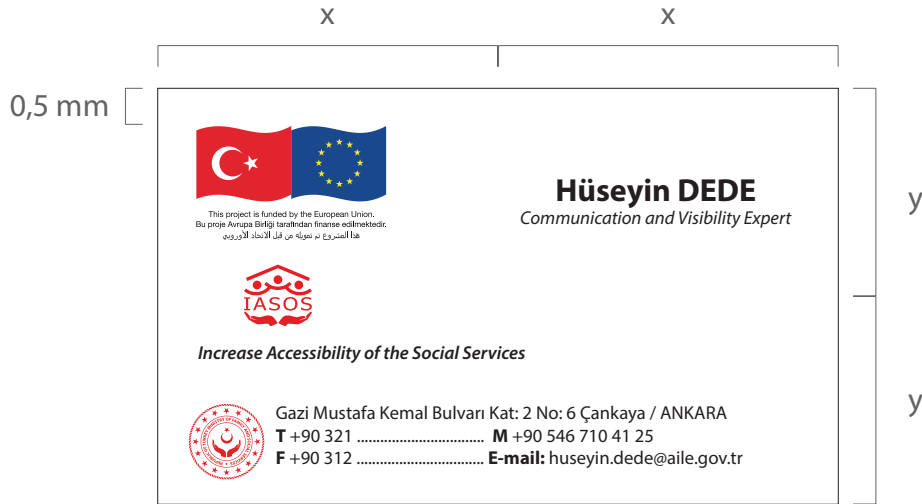 x x
0,5 mm
This project is funded by the European Union.
Bu proje Avrupa Birliği tarafından finanse edilmektedir.
هذا المشروع تم تمويله من قبل الاتحاد الأوروبي
Hüseyin DEDE
Communication and Visibility Expert
y
IASOS
Increase Accessibility of the Social Services
y
Gazi Mustafa Kemal Bulvarı Kat: 2 No: 6 Çankaya / ANKARA
T +90 321 ................................. M +90 546 710 41 25
F +90 312 ................................. E-mail: huseyin.dede@aile.gov.tr